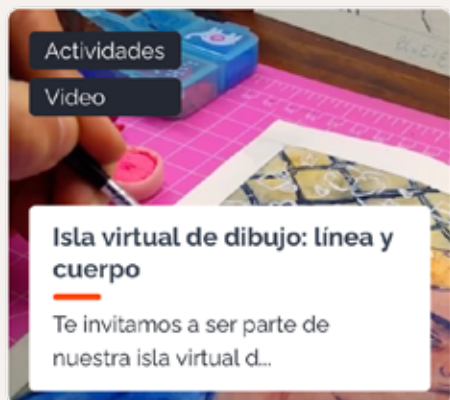 Actividades
Video
Isla virtual de dibujo: línea y
cuerpo
Te invitamos a ser parte de
nuestra isla virtual d...